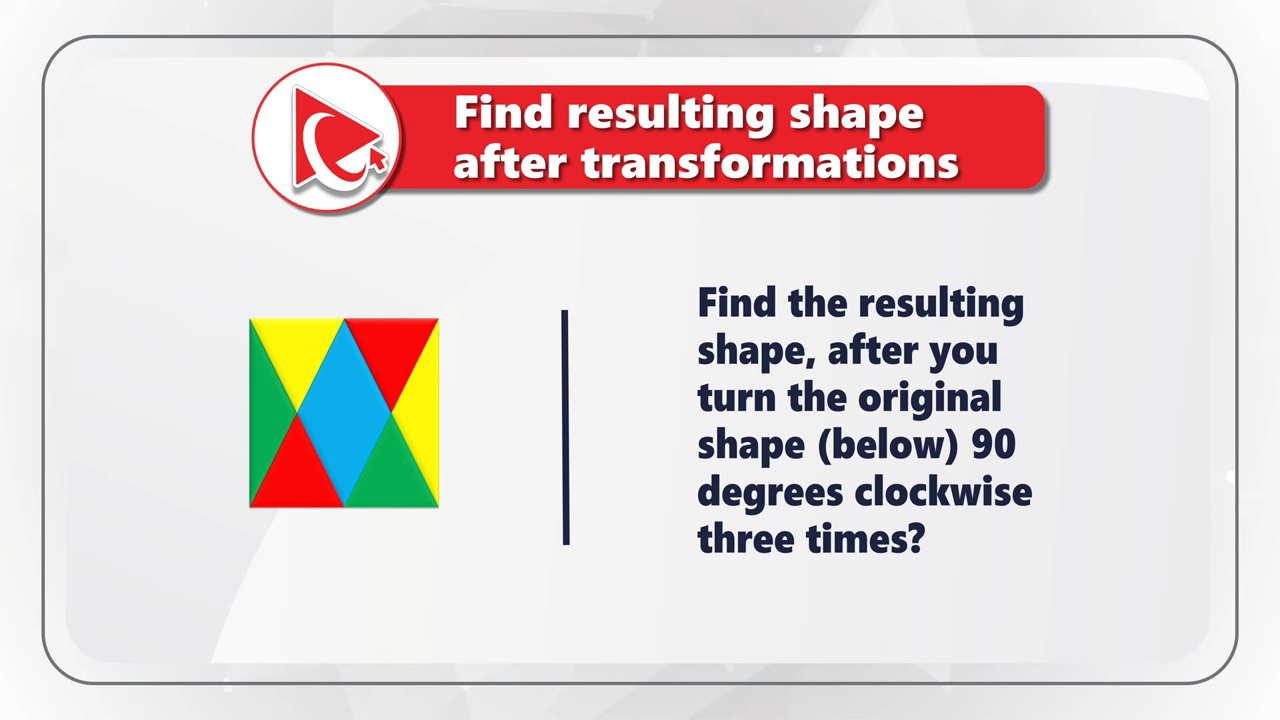 Find resulting shape
after transformations
Find the resulting
shape, after you
turn the original
shape (below) 90
degrees clockwise
three times?